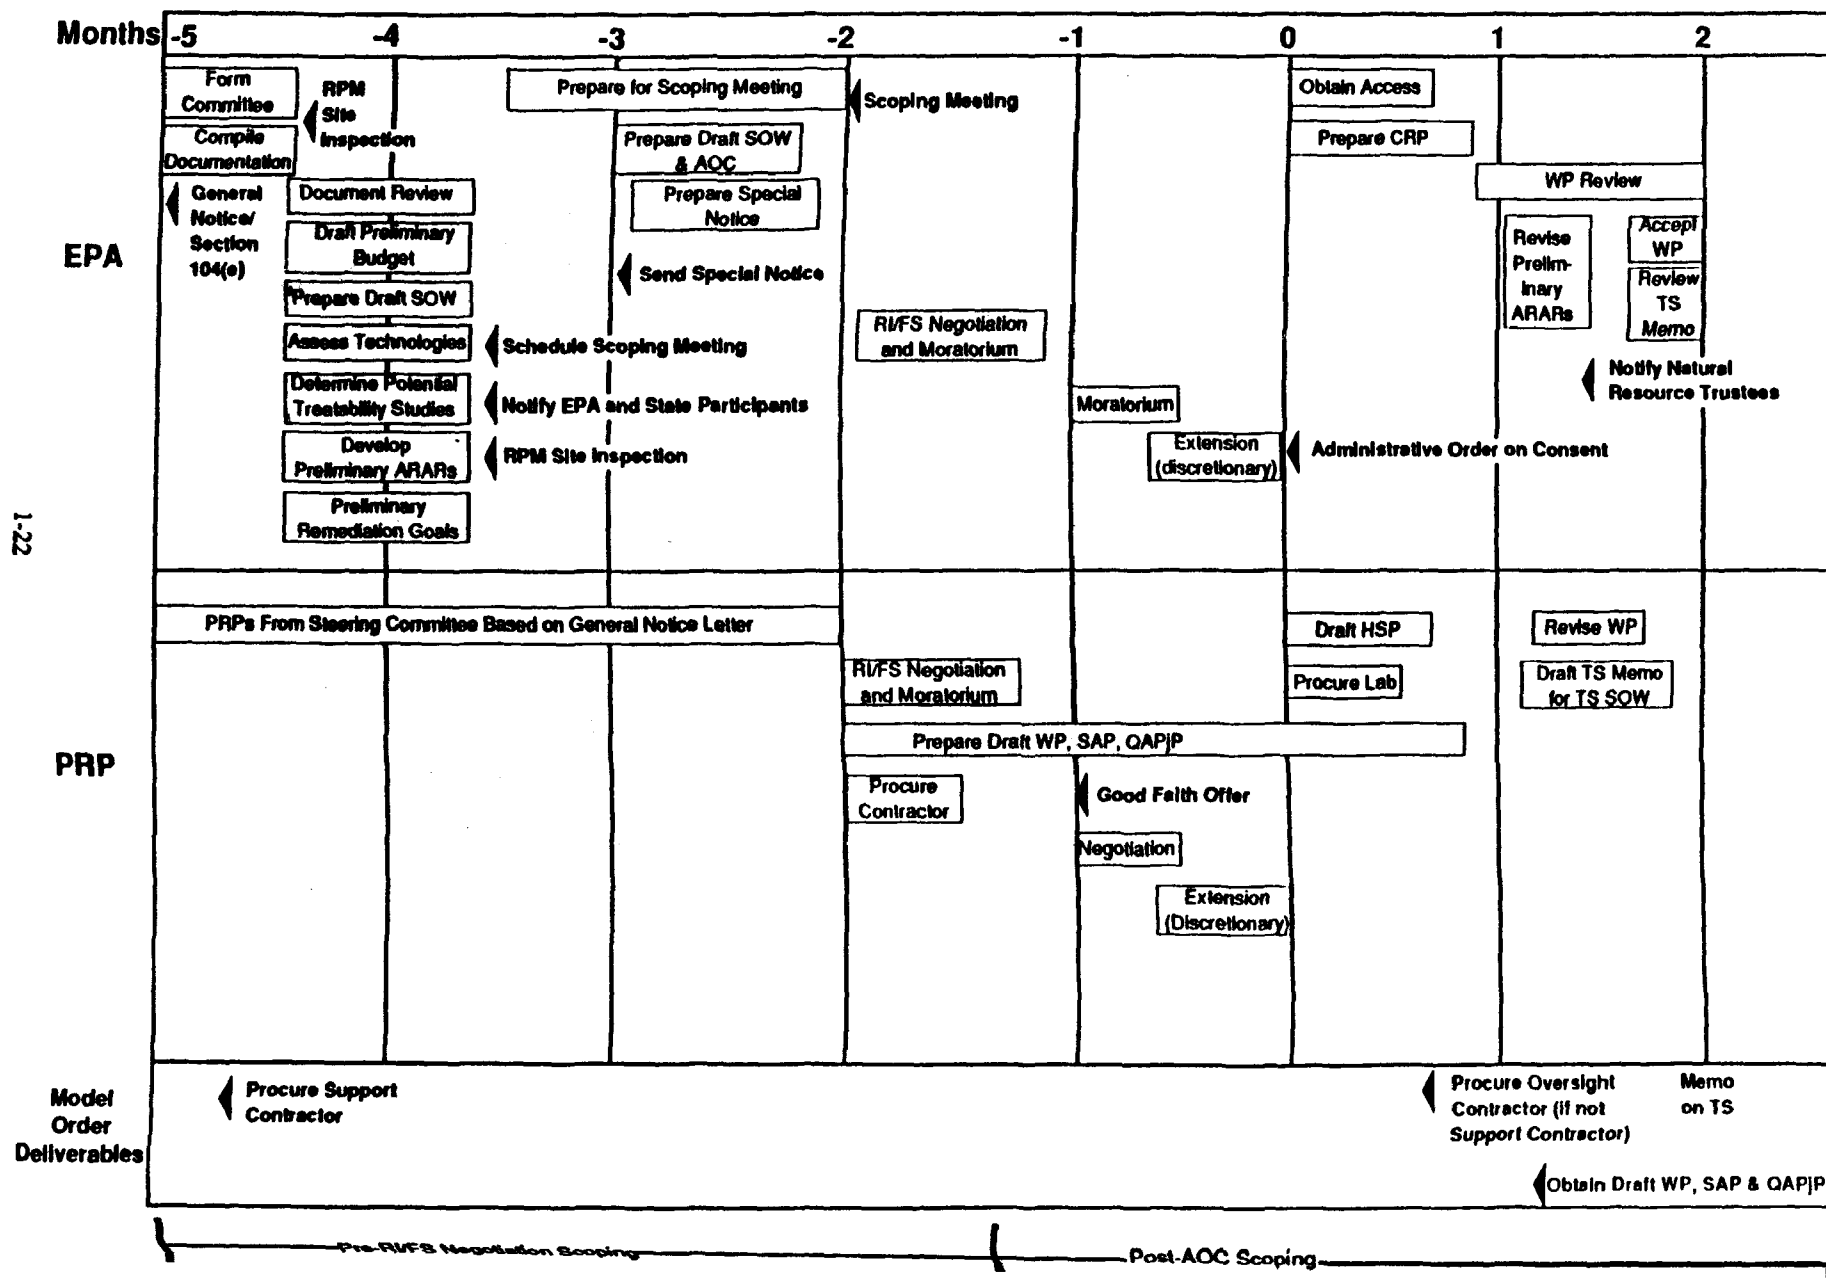 Months -5 -4 -3 -2 -1 0 1 2
EPA
Form
Committee
Compile
Documentation
RPM
Site
Inspection
General
Notice/
Section
104(e)
Document Review
Draft Preliminary
Budget
Prepare Draft SOW
Assess Technologies
Determine Potential
Treatability Studies
Develop
Preliminary ARARs
Preliminary
Remediation Goals
Prepare for Scoping Meeting
Scoping Meeting
Prepare Draft SOW
& AOC
Prepare Special
Notice
Send Special Notice
Schedule Scoping Meeting
Notify EPA and State Participants
RPM Site Inspection
RI/FS Negotiation
and Moratorium
Moratorium
Extension
(discretionary)
Administrative Order on Consent
Obtain Access
Prepare CRP
WP Review
Revise
Prelim-
inary
ARARs
Accept
WP
Review
TS
Memo
Notify Natural
Resource Trustees
1-22
PRP
PRPs From Steering Committee Based on General Notice Letter
RI/FS Negotiation
and Moratorium
Prepare Draft WP, SAP, QAPjP
Procure
Contractor
Good Faith Offer
Negotiation
Extension
(Discretionary)
Draft HSP
Procure Lab
Revise WP
Draft TS Memo
for TS SOW
Model
Order
Deliverables
Procure Support
Contractor
Procure Oversight
Contractor (if not
Support Contractor)
Memo
on TS
Obtain Draft WP, SAP & QAPjP
Pre-RI/FS Negotiation Scoping
Post-AOC Scoping